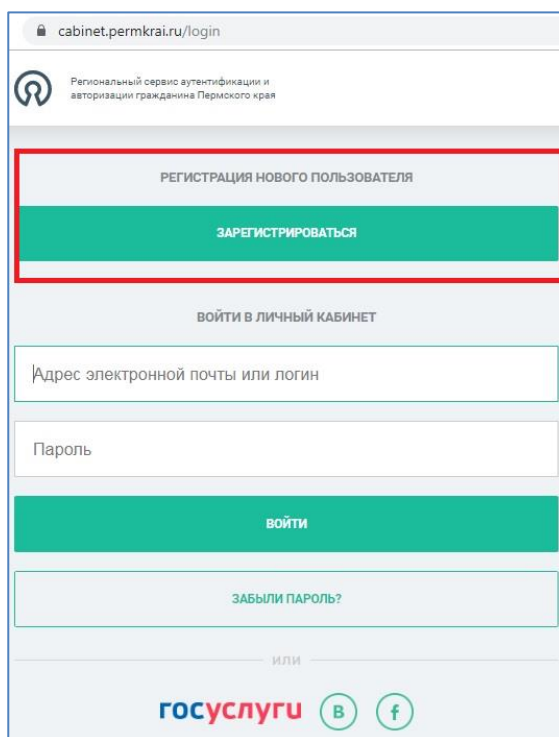 cabinet.permkrai.ru/login
Региональный сервис аутентификации и
авторизации гражданина Пермского края
РЕГИСТРАЦИЯ НОВОГО ПОЛЬЗОВАТЕЛЯ
ЗАРЕГИСТРИРОВАТЬСЯ
ВОЙТИ В ЛИЧНЫЙ КАБИНЕТ
Адрес электронной почты или логин
Пароль
ВОЙТИ
ЗАБЫЛИ ПАРОЛЬ?
ИЛИ
госуслуги В f